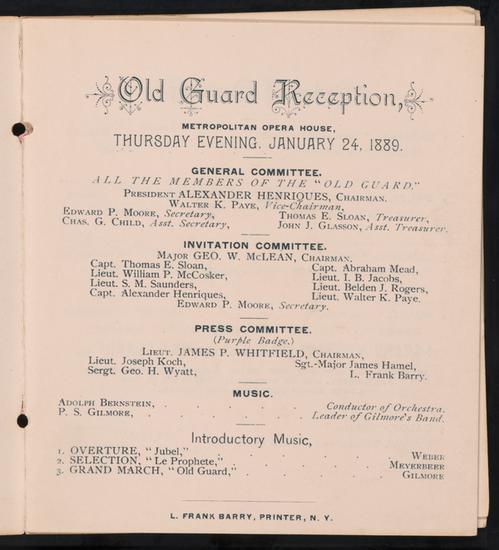 Old Guard Reception,
METROPOLITAN OPERA HOUSE,
THURSDAY EVENING, JANUARY 24, 1889.
GENERAL COMMITTEE.
ALL THE MEMBERS OF THE "OLD GUARD."
PRESIDENT ALEXANDER HENRIQUES, CHAIRMAN.
WALTER K. PAYE, Vice-Chairman,
EDWARD P. MOORE, Secretary, THOMAS E. SLOAN, Treasurer,
CHAS. G. CHILD, Asst. Secretary, JOHN J. GLASSON, Asst. Treasurer.
INVITATION COMMITTEE.
MAJOR GEO. W. McLEAN, CHAIRMAN.
Capt. Thomas E. Sloan, Capt. Abraham Mead,
Lieut. William P. McCosker, Lieut. I. B. Jacobs,
Lieut. S. M. Saunders, Lieut. Belden J. Rogers,
Capt. Alexander Henriques, Lieut. Walter K. Paye.
EDWARD P. MOORE, Secretary.
PRESS COMMITTEE.
(Purple Badge.)
LIEUT. JAMES P. WHITFIELD, CHAIRMAN,
Lieut. Joseph Koch, Sgt.-Major James Hamel,
Sergt. Geo. H. Wyatt, L. Frank Barry.
MUSIC.
ADOLPH BERNSTEIN, . . . . . Conductor of Orchestra.
P. S. GILMORE, . . . . . Leader of Gilmore's Band.
Introductory Music,
1. OVERTURE, "Jubel," . . . . . WEBER
2. SELECTION, "Le Prophete," . . . . . MEYERBEER
3. GRAND MARCH, "Old Guard," . . . . . GILMORE
L. FRANK BARRY, PRINTER, N. Y.